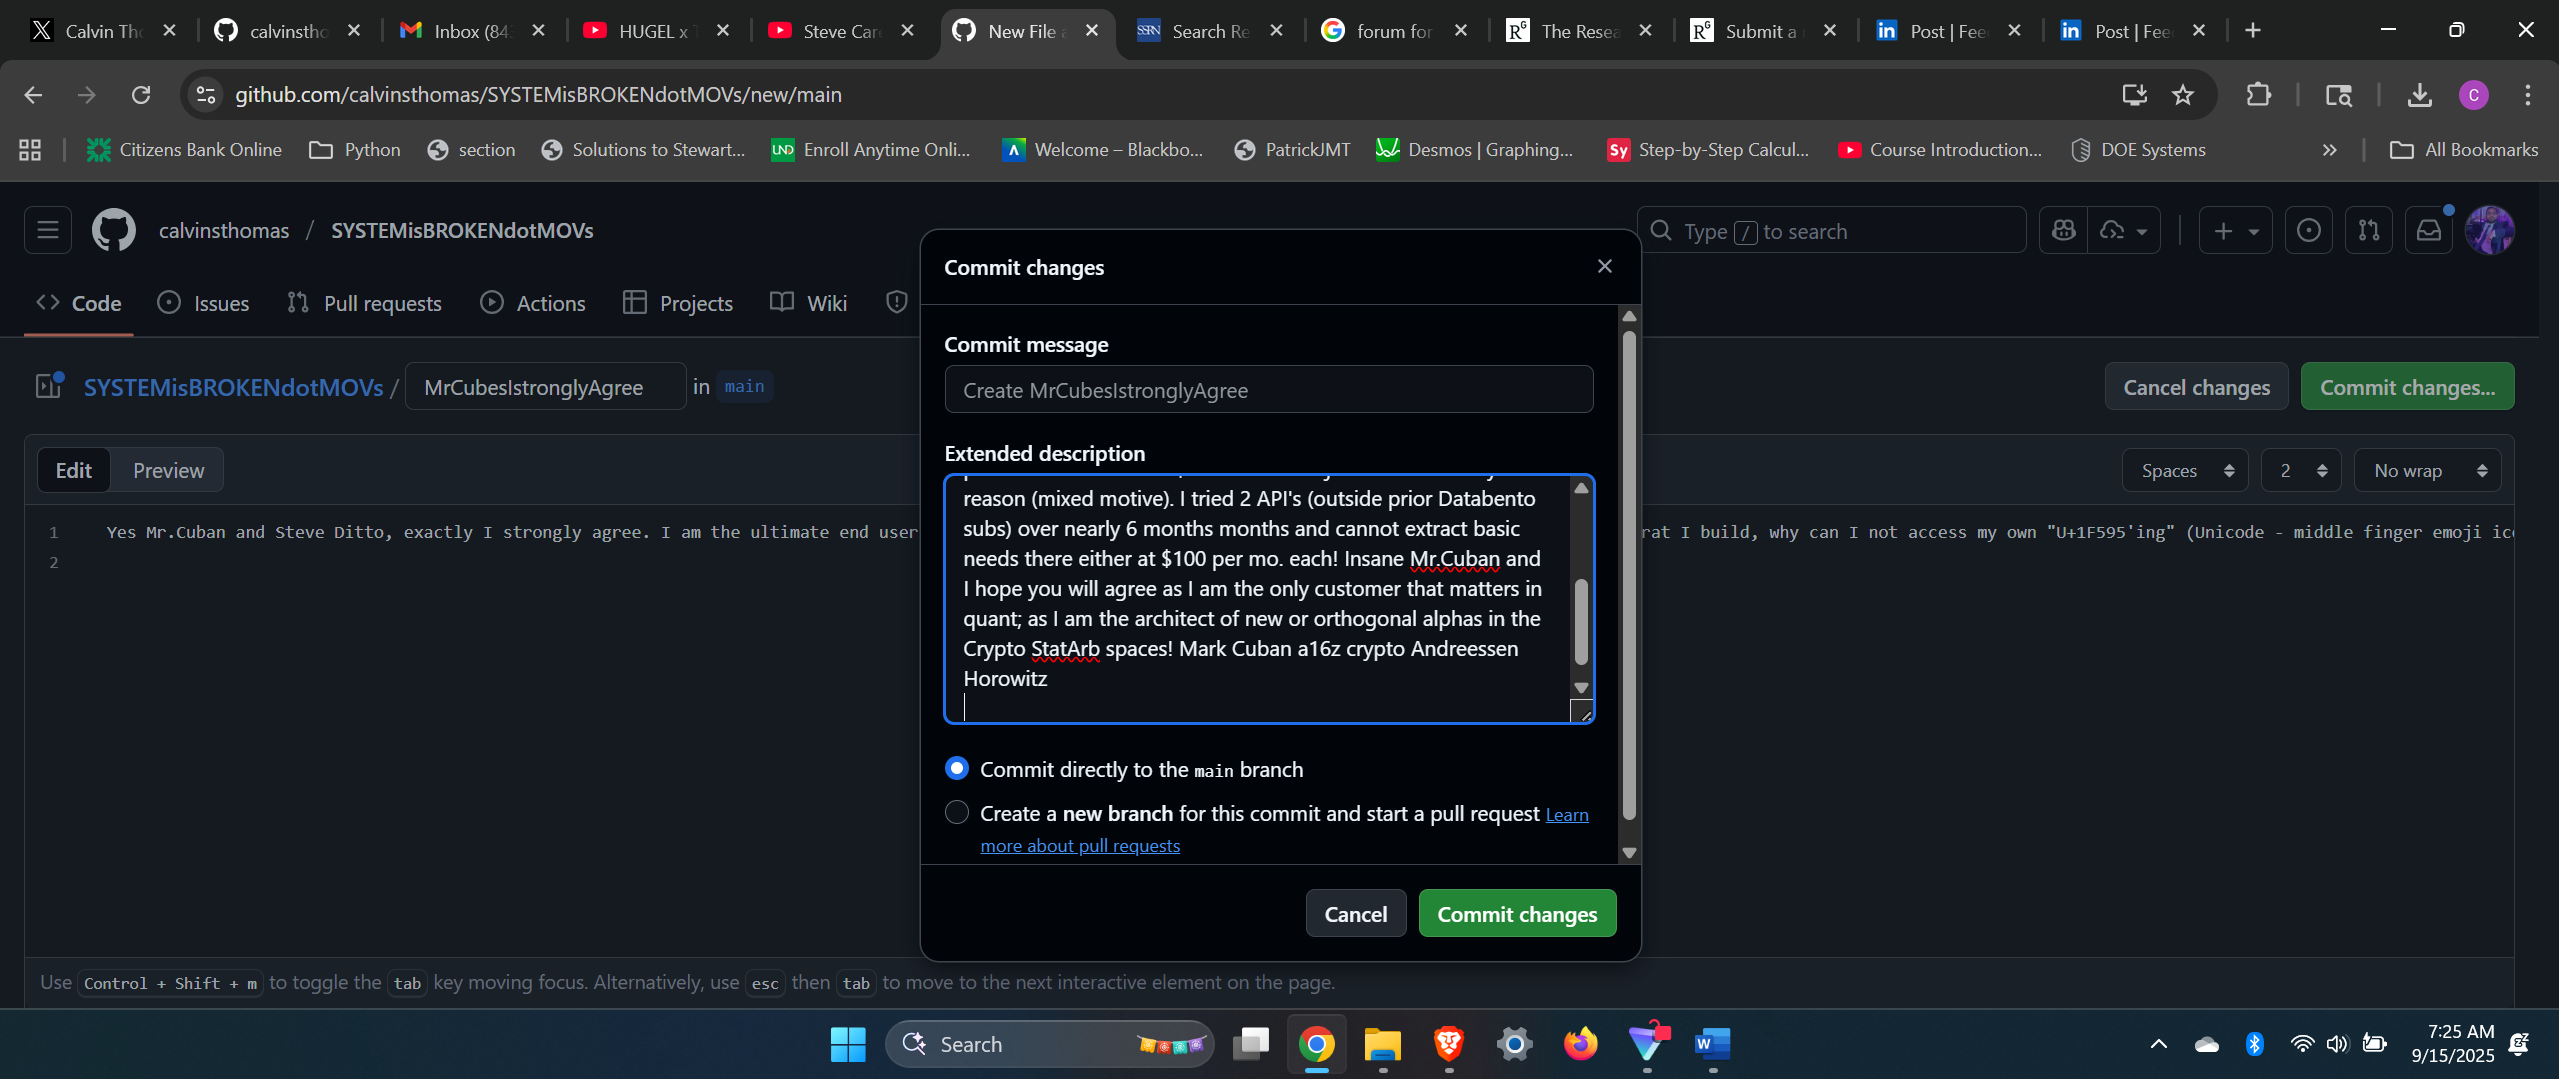 Calvin Th
calvinstho
Inbox (84
HUGEL x
Steve Care
New File
Search Re
forum for
The Resea
Submit a
Post | Fee
Post | Fee
github.com/calvinsthomas/SYSTEMisBROKENdotMOVs/new/main
C
Citizens Bank Online
Python
section
Solutions to Stewart...
UND Enroll Anytime Onli...
Welcome – Blackbo...
PatrickJMT
Desmos | Graphing...
Sy Step-by-Step Calcul...
Course Introduction...
DOE Systems
All Bookmarks
calvinsthomas / SYSTEMisBROKENdotMOVs
Type / to search
Code
Issues
Pull requests
Actions
Projects
Wiki
SYSTEMisBROKENdotMOVs / MrCubesIstronglyAgree in main
Cancel changes
Commit changes...
Edit
Preview
Spaces
2
No wrap
1 Yes Mr.Cuban and Steve Ditto, exactly I strongly agree. I am the ultimate end user
rat I build, why can I not access my own "U+1F595'ing" (Unicode - middle finger emoji ic
2
Commit changes
Commit message
Create MrCubesIstronglyAgree
Extended description
reason (mixed motive). I tried 2 API's (outside prior Databento
subs) over nearly 6 months months and cannot extract basic
needs there either at $100 per mo. each! Insane Mr.Cuban and
I hope you will agree as I am the only customer that matters in
quant; as I am the architect of new or orthogonal alphas in the
Crypto StatArb spaces! Mark Cuban a16z crypto Andreessen
Horowitz
Commit directly to the main branch
Create a new branch for this commit and start a pull request Learn
more about pull requests
Cancel
Commit changes
Use Control + Shift + m to toggle the tab key moving focus. Alternatively, use esc then tab to move to the next interactive element on the page.
Search
7:25 AM
9/15/2025